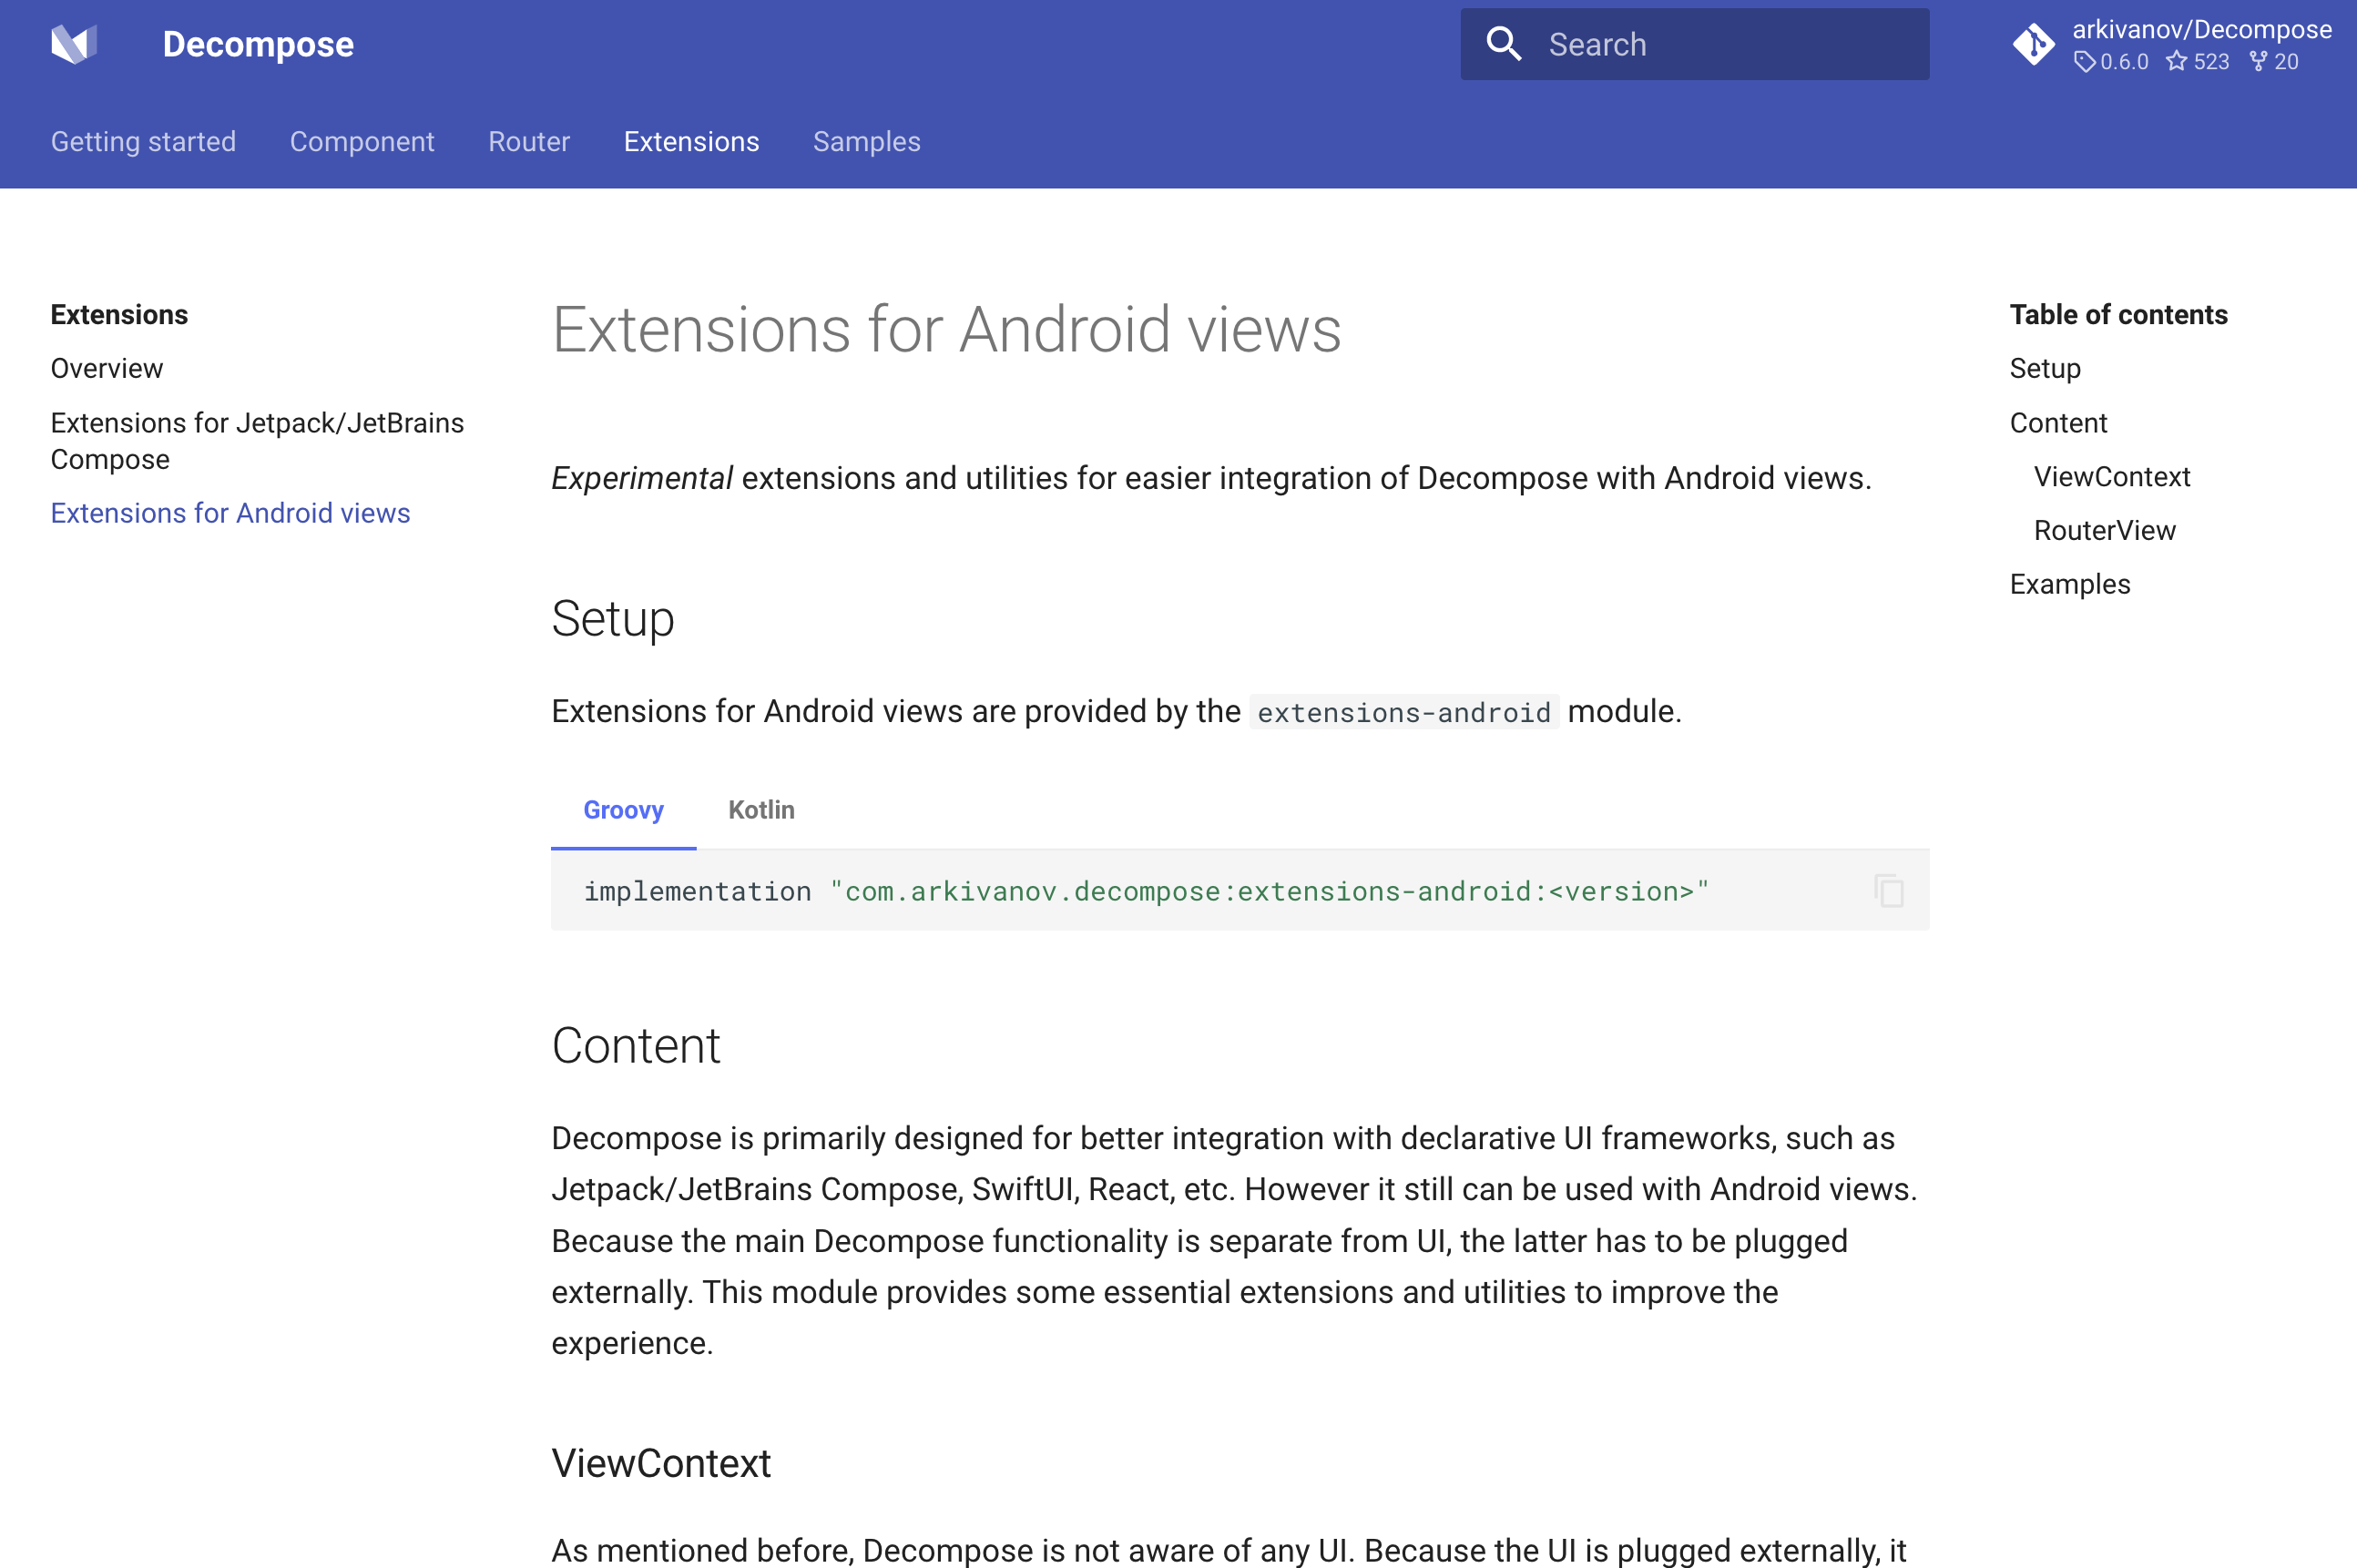 Decompose
Search
arkivanov/Decompose
0.6.0 523 20
Getting started Component Router Extensions Samples
Extensions
Overview
Extensions for Jetpack/JetBrains
Compose
Extensions for Android views
Extensions for Android views
Experimental extensions and utilities for easier integration of Decompose with Android views.
Setup
Extensions for Android views are provided by the extensions-android module.
Groovy Kotlin
implementation "com.arkivanov.decompose:extensions-android:<version>"
Content
Decompose is primarily designed for better integration with declarative UI frameworks, such as
Jetpack/JetBrains Compose, SwiftUI, React, etc. However it still can be used with Android views.
Because the main Decompose functionality is separate from UI, the latter has to be plugged
externally. This module provides some essential extensions and utilities to improve the
experience.
ViewContext
As mentioned before, Decompose is not aware of any UI. Because the UI is plugged externally, it
Table of contents
Setup
Content
ViewContext
RouterView
Examples